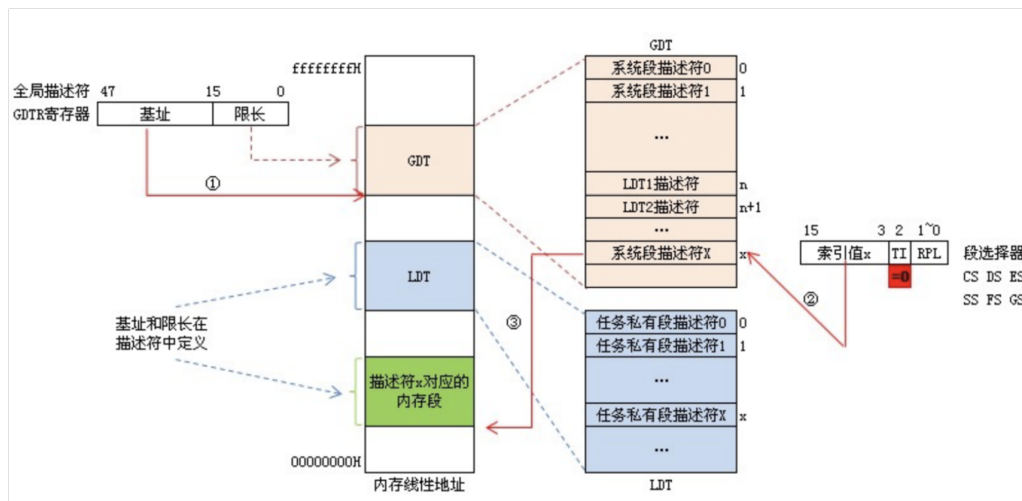 GDT
ffffffffH
系统段描述符0 0
系统段描述符1 1
全局描述符 47 15 0
GDTR寄存器 基址 限长
...
GDT
①
LDT1描述符 n
LDT2描述符 n+1
...
15 3 2 1~0
系统段描述符X x
索引值x TI RPL 段选择器
=0 CS DS ES
SS FS GS
LDT
②
③
基址和限长在
描述符中定义
任务私有段描述符0 0
任务私有段描述符1 1
...
描述符x对应的
内存段
任务私有段描述符X x
...
00000000H
内存线性地址
LDT